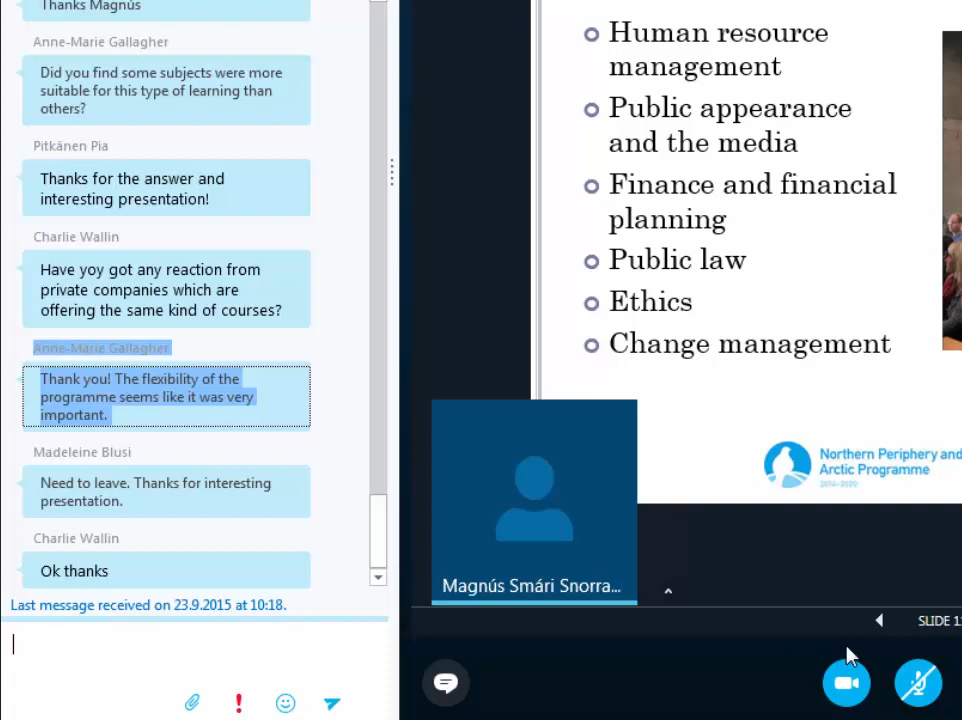 Thanks Magnús
Anne-Marie Gallagher
Did you find some subjects were more
suitable for this type of learning than
others?
Pitkänen Pia
Thanks for the answer and
interesting presentation!
Charlie Wallin
Have yoy got any reaction from
private companies which are
offering the same kind of courses?
Anne-Marie Gallagher
Thank you! The flexibility of the
programme seems like it was very
important.
Madeleine Blusi
Need to leave. Thanks for interesting
presentation.
Charlie Wallin
Ok thanks
Last message received on 23.9.2015 at 10:18.
Human resource
management
Public appearance
and the media
Finance and financial
planning
Public law
Ethics
Change management
Northern Periphery and
Arctic Programme
2014–2020
Magnús Smári Snorra...
SLIDE 1